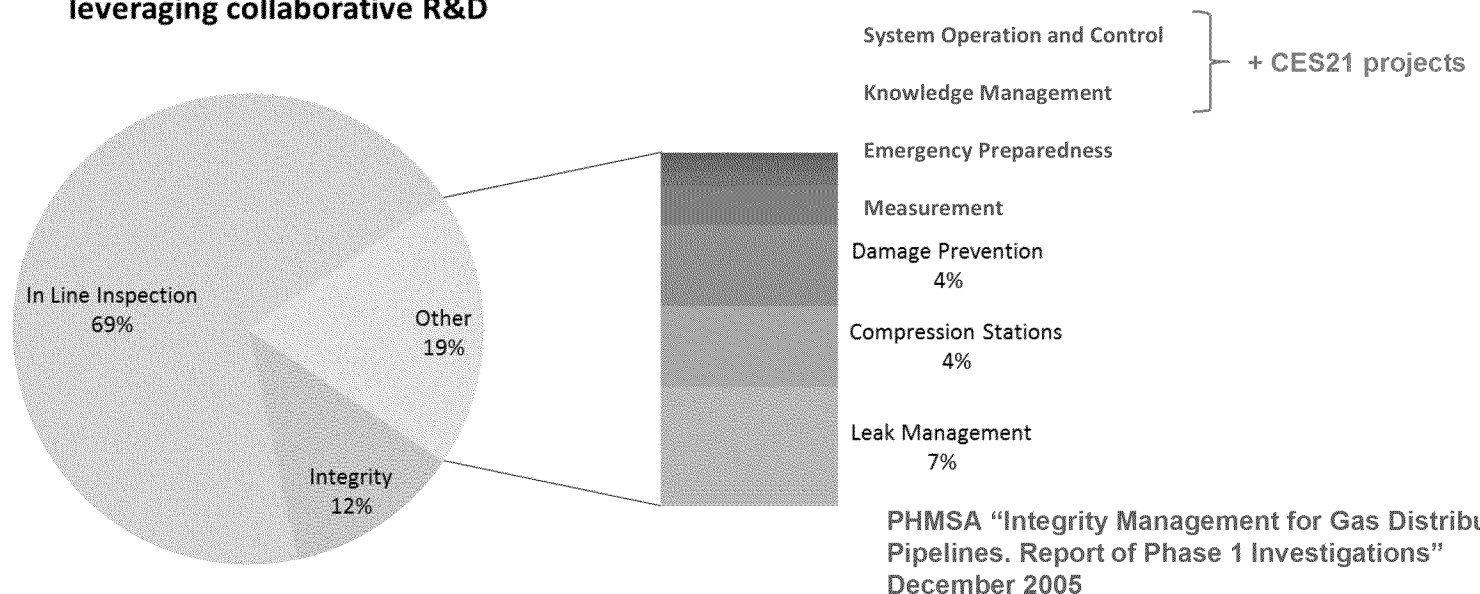 leveraging collaborative R&D
System Operation and Control
+ CES21 projects
Knowledge Management
Emergency Preparedness
Measurement
Damage Prevention
4%
In Line Inspection
69%
Other
19%
Compression Stations
4%
Leak Management
7%
Integrity
12%
PHMSA “Integrity Management for Gas Distribu
Pipelines. Report of Phase 1 Investigations”
December 2005